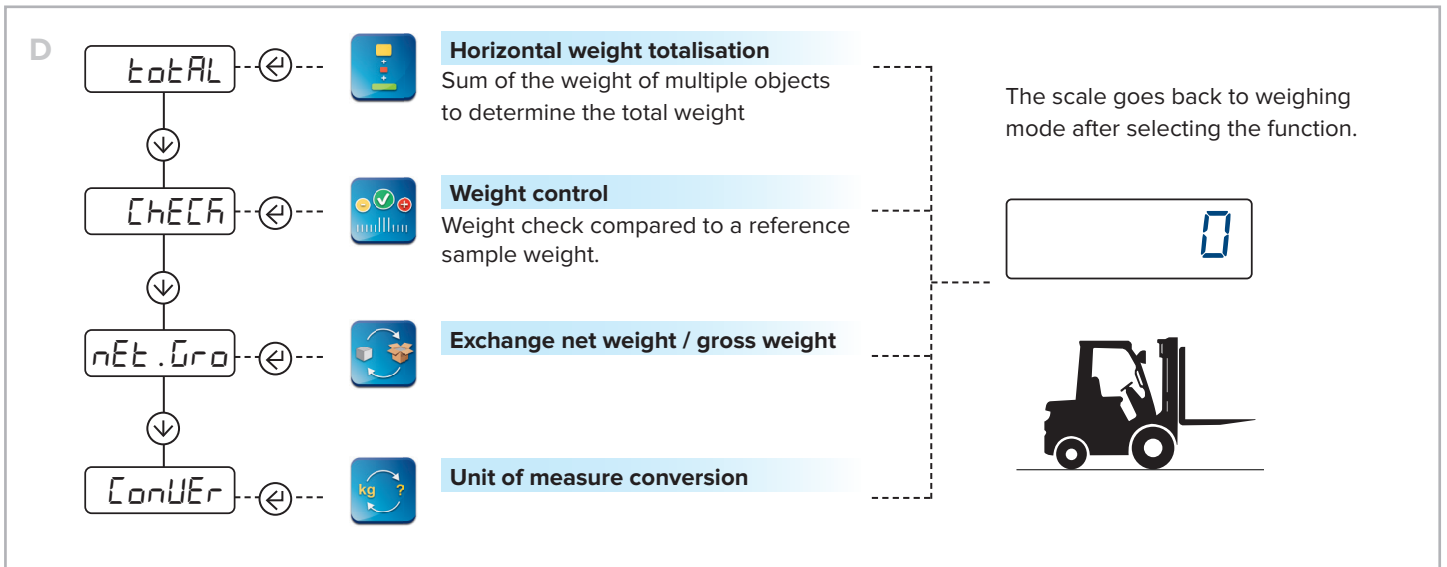 D
totAL
Horizontal weight totalisation
Sum of the weight of multiple objects
to determine the total weight
The scale goes back to weighing
mode after selecting the function.
ChECK
Weight control
Weight check compared to a reference
sample weight.
0
nEt.Gro
Exchange net weight / gross weight
ConVEr
kg ?
Unit of measure conversion